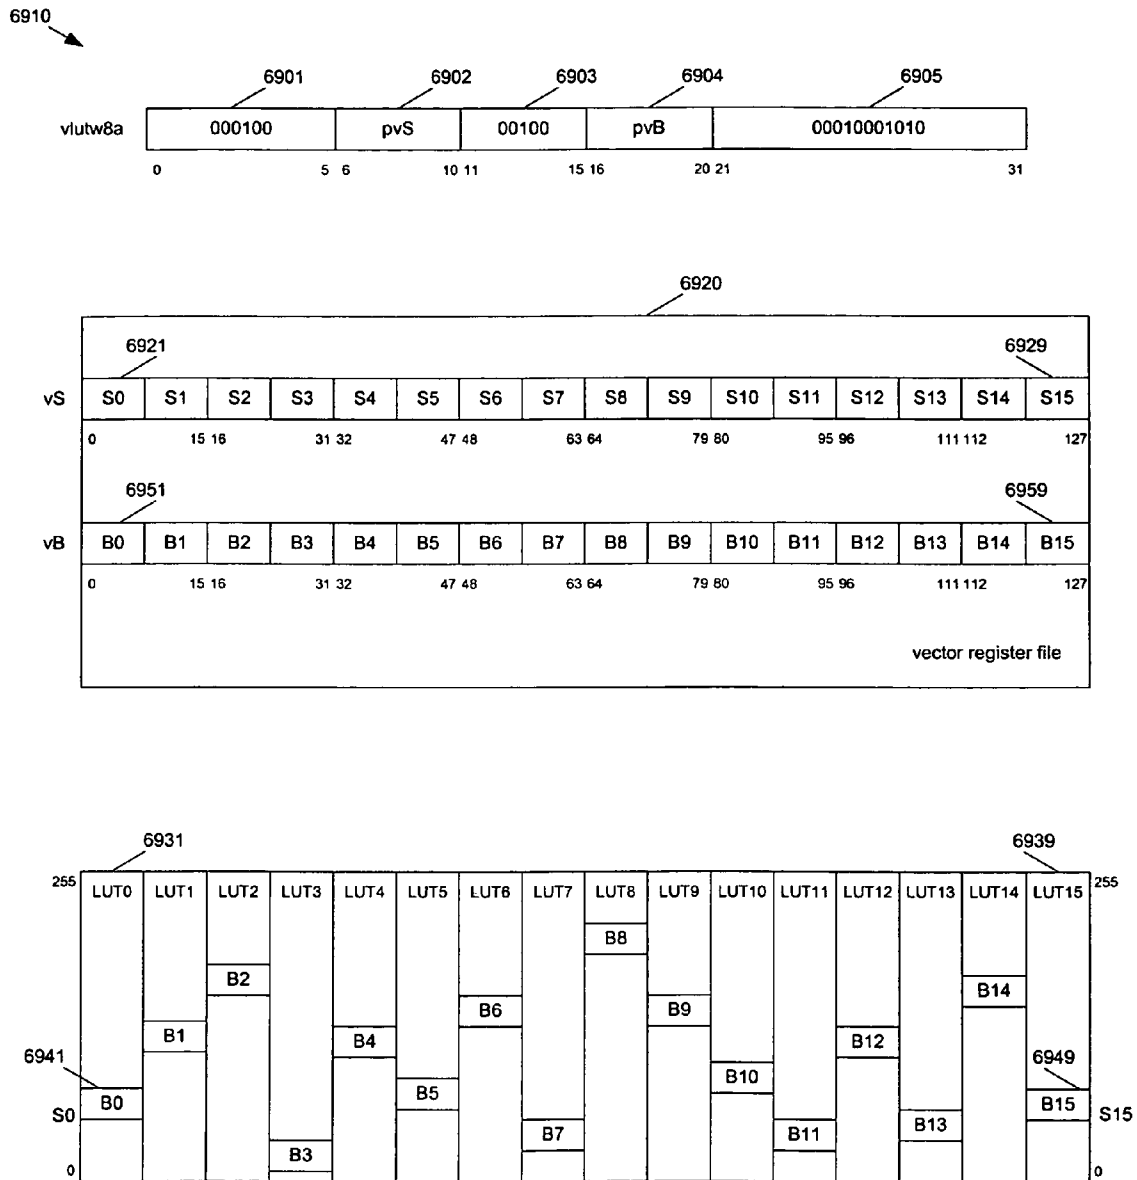 6910
6901 6902 6903 6904 6905
vlutw8a 000100 pvS 00100 pvB 00010001010
0 5 6 10 11 15 16 20 21 31
6920
6921 6929
vS S0 S1 S2 S3 S4 S5 S6 S7 S8 S9 S10 S11 S12 S13 S14 S15
0 15 16 31 32 47 48 63 64 79 80 95 96 111 112 127
6951 6959
vB B0 B1 B2 B3 B4 B5 B6 B7 B8 B9 B10 B11 B12 B13 B14 B15
0 15 16 31 32 47 48 63 64 79 80 95 96 111 112 127
vector register file
6931 6939
255 LUT0 LUT1 LUT2 LUT3 LUT4 LUT5 LUT6 LUT7 LUT8 LUT9 LUT10 LUT11 LUT12 LUT13 LUT14 LUT15 255
B8
B2 B14
B6 B9
B1 B4 B12
6941 6949
B5 B10
S0 B0 B15 S15
B7 B11 B13
B3
0 0